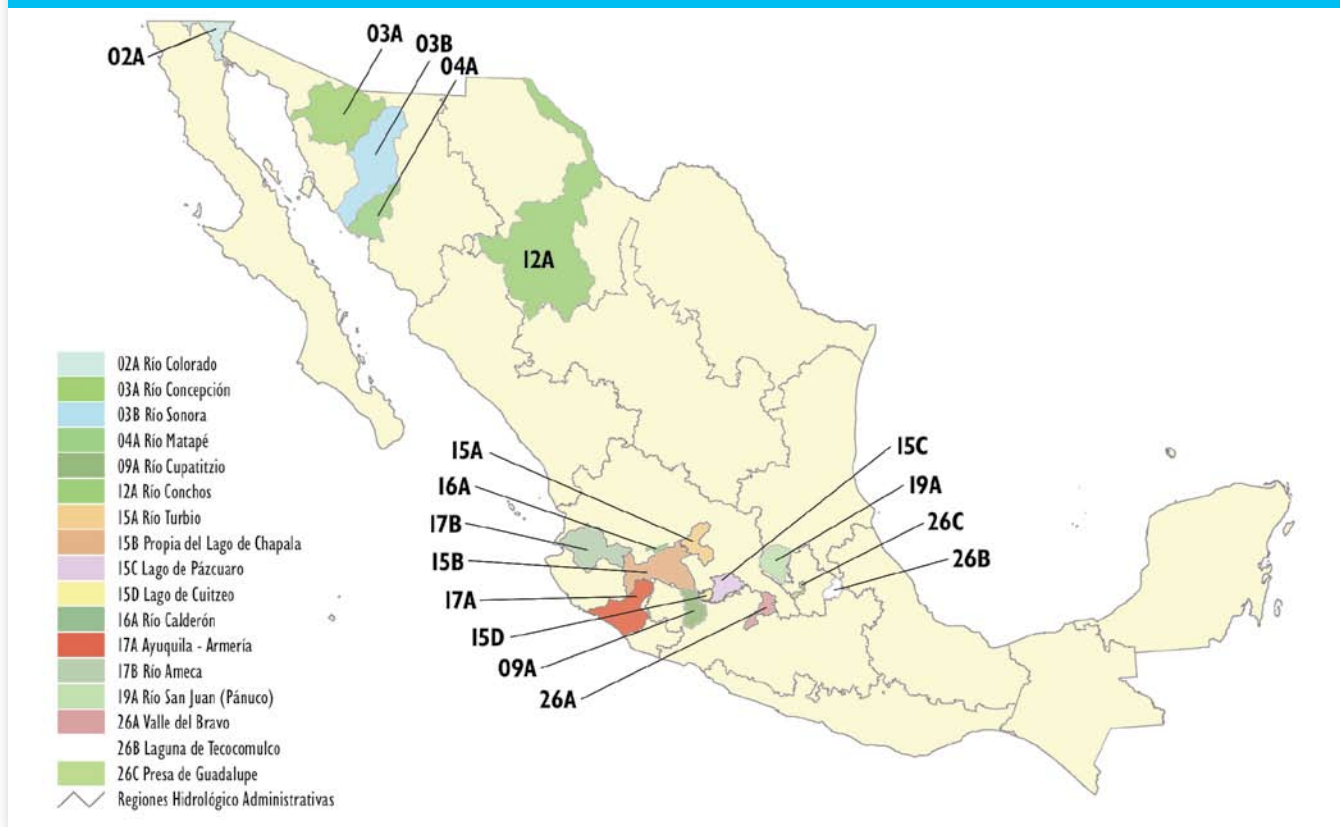 02A
03A
03B
04A
12A
02A Río Colorado
03A Río Concepción
03B Río Sonora
04A Río Matapé
09A Río Cupatitzio
12A Río Conchos
15A Río Turbio
15B Propia del Lago de Chapala
15C Lago de Pázcuaro
15D Lago de Cuitzeo
16A Río Calderón
17A Ayuquila - Armería
17B Río Ameca
19A Río San Juan (Pánuco)
26A Valle del Bravo
26B Laguna de Tecocomulco
26C Presa de Guadalupe
Regiones Hidrológico Administrativas
15A
16A
17B
15B
17A
15D
09A
26A
15C
19A
26C
26B